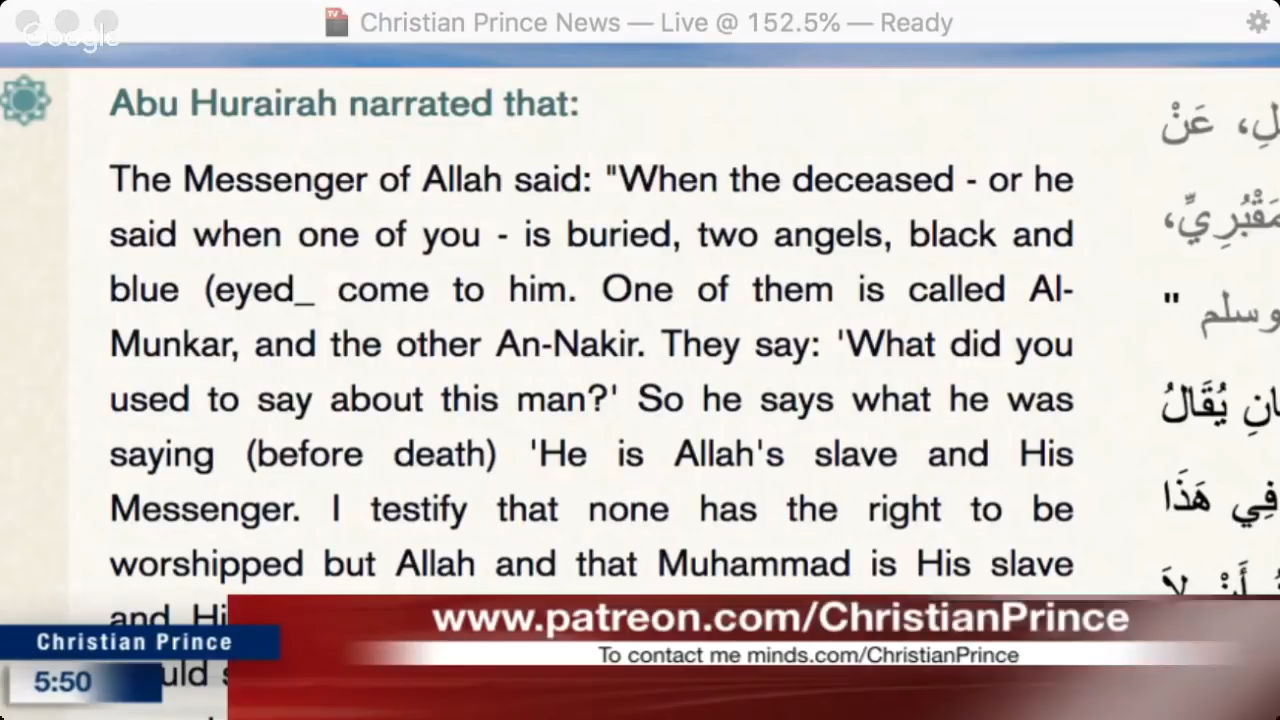 Christian Prince News — Live @ 152.5% — Ready
Google
Abu Hurairah narrated that:
The Messenger of Allah said: "When the deceased - or he
said when one of you - is buried, two angels, black and
blue (eyed_ come to him. One of them is called Al-
Munkar, and the other An-Nakir. They say: 'What did you
used to say about this man?' So he says what he was
saying (before death) 'He is Allah's slave and His
Messenger. I testify that none has the right to be
worshipped but Allah and that Muhammad is His slave
and
لِ، عَنْ
مَقْبُرِيِّ،
وسلم "
يُقَالُ
فِي هَذَا
أَنْ لاَ
www.patreon.com/ChristianPrince
To contact me minds.com/ChristianPrince
Christian Prince
5:50